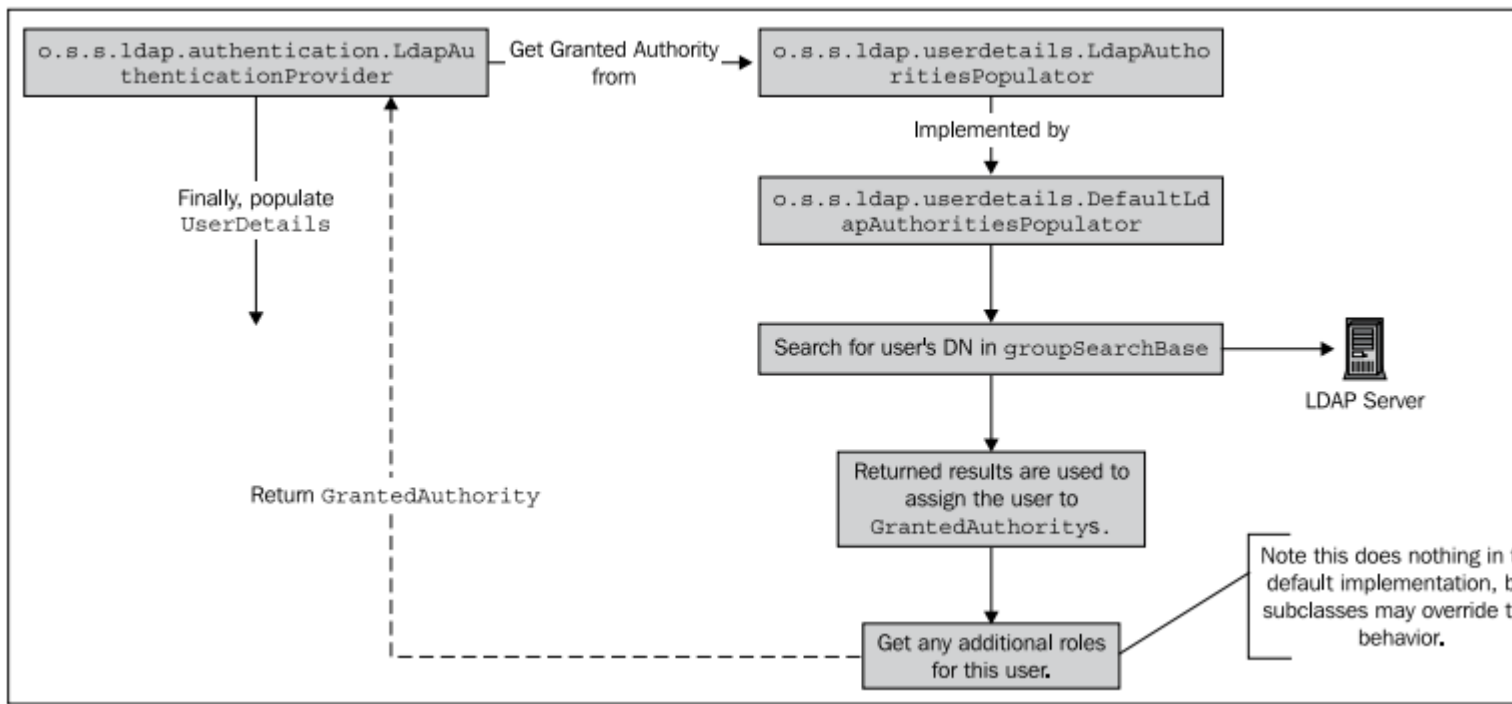 o.s.s.ldap.authentication.LdapAu
thenticationProvider
Get Granted Authority
from
o.s.s.ldap.userdetails.LdapAutho
ritiesPopulator
Implemented by
Finally, populate
UserDetails
o.s.s.ldap.userdetails.DefaultLd
apAuthoritiesPopulator
Search for user's DN in groupSearchBase
LDAP Server
Returned results are used to
assign the user to
GrantedAuthoritys.
Return GrantedAuthority
Note this does nothing in
default implementation,
subclasses may override
behavior.
Get any additional roles
for this user.